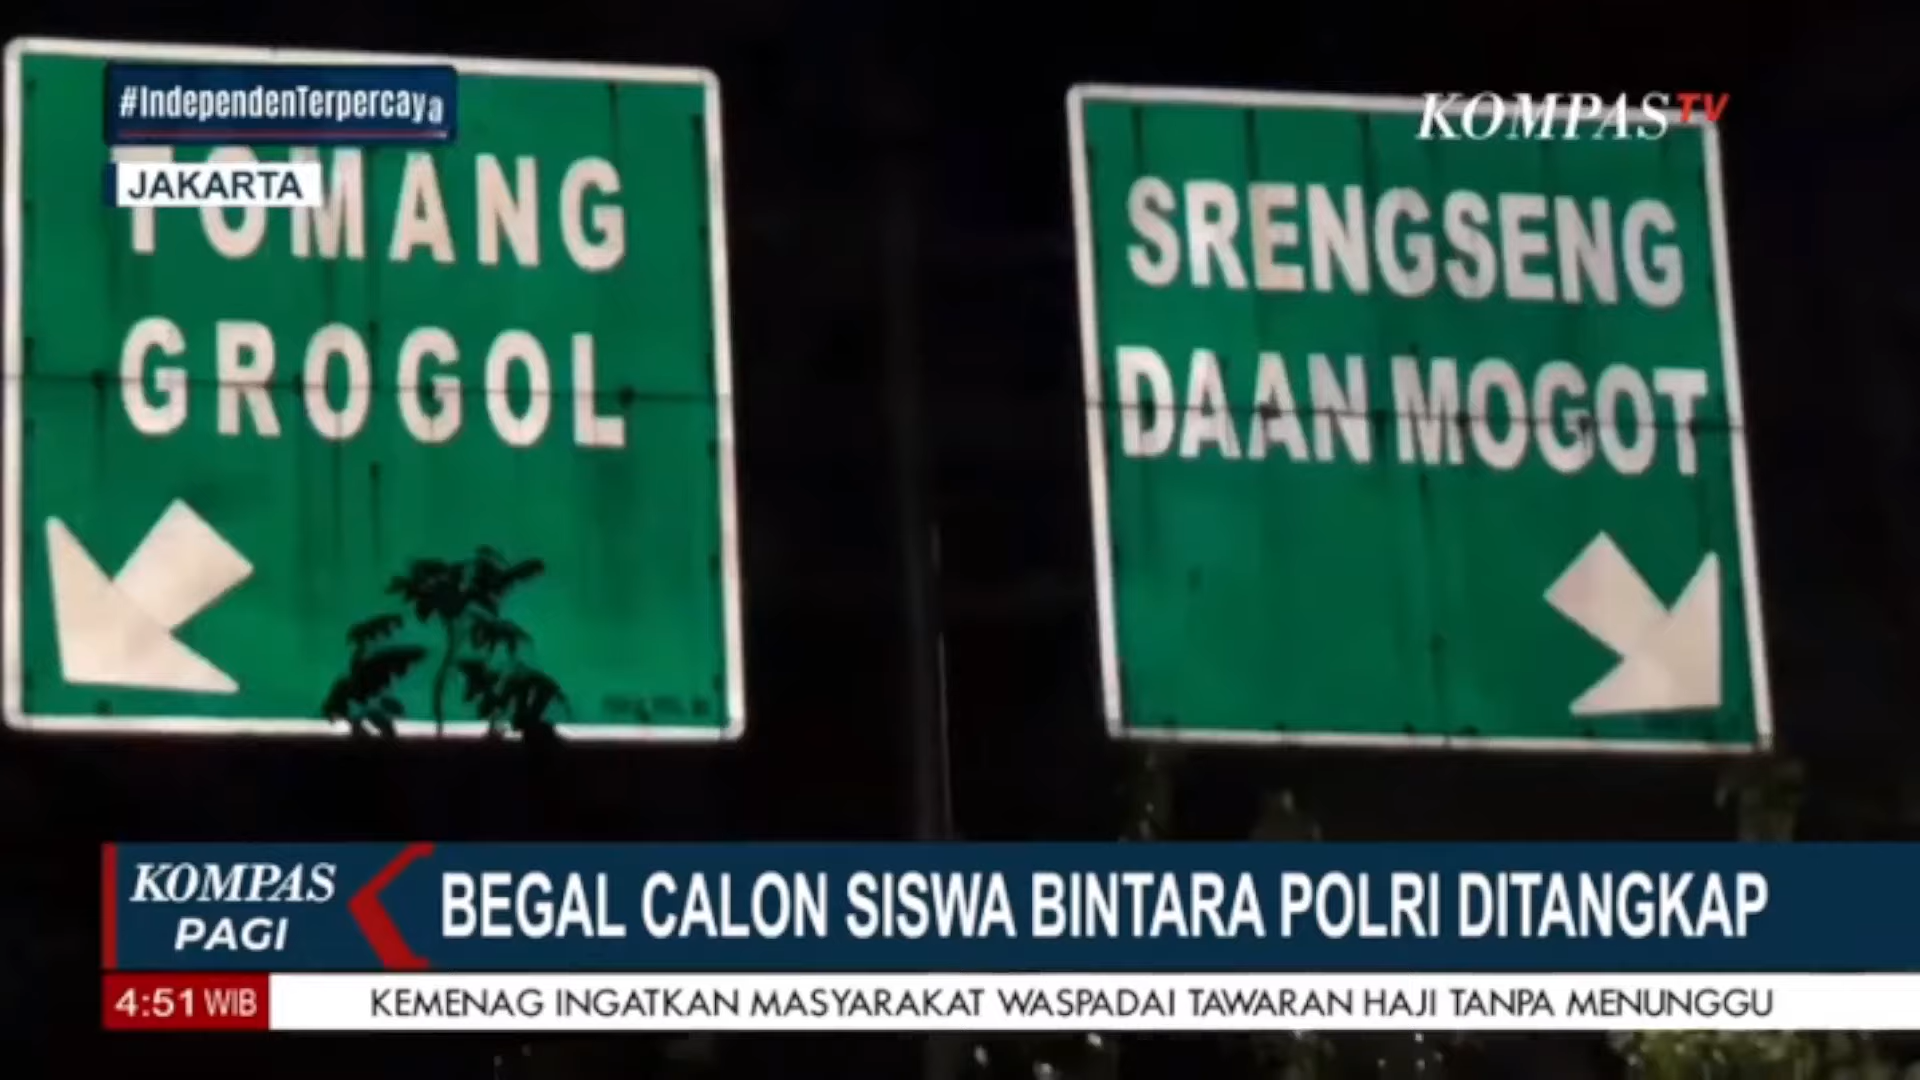 #IndependenTerpercaya
KOMPAS TV
JAKARTA
TOMANG
GROGOL
SRENGSENG
DAAN MOGOT
KOMPAS
PAGI
BEGAL CALON SISWA BINTARA POLRI DITANGKAP
4:51 WIB
KEMENAG INGATKAN MASYARAKAT WASPADAI TAWARAN HAJI TANPA MENUNGGU